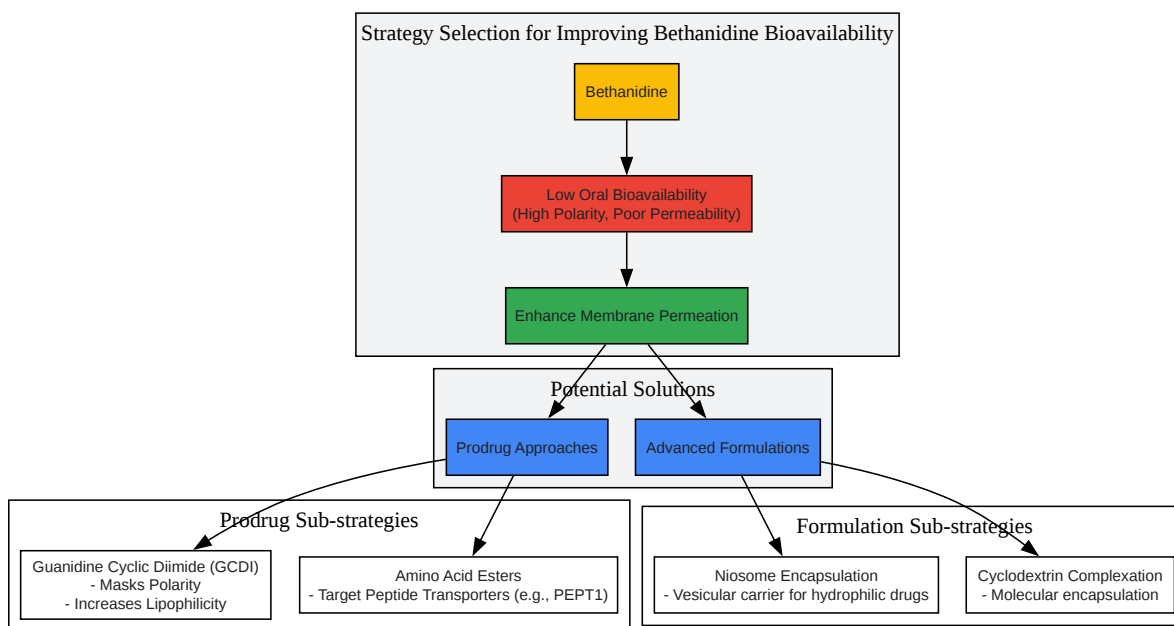 Strategy Selection for Improving Bethanidine Bioavailability
Bethanidine
Low Oral Bioavailability
(High Polarity, Poor Permeability)
Enhance Membrane Permeation
Potential Solutions
Prodrug Approaches
Advanced Formulations
Prodrug Sub-strategies
Guanidine Cyclic Diimide (GCDI)
- Masks Polarity
- Increases Lipophilicity
Amino Acid Esters
- Target Peptide Transporters (e.g., PEPT1)
Formulation Sub-strategies
Niosome Encapsulation
- Vesicular carrier for hydrophilic drugs
Cyclodextrin Complexation
- Molecular encapsulation